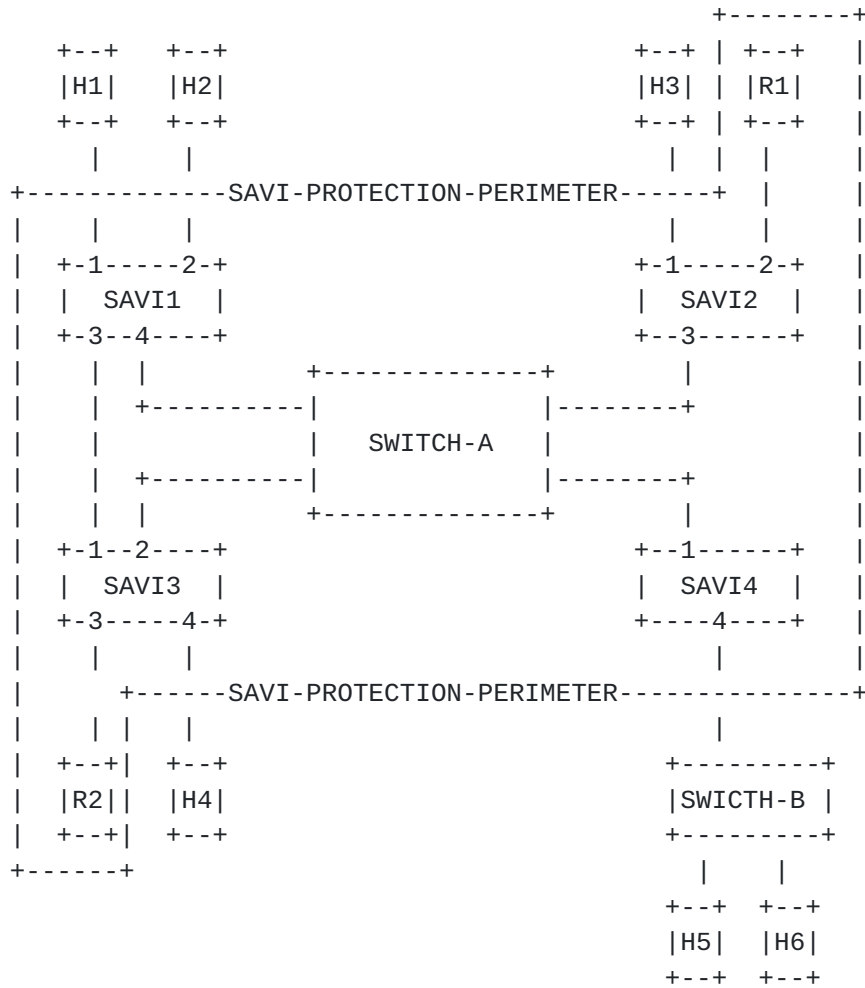 +--------+
    +--+   +--+                                   +--+ | +--+   |
    |H1|   |H2|                                   |H3| | |R1|   |
    +--+   +--+                                   +--+ | +--+   |
      |     |                                         |  |  |     |
+-------------SAVI-PROTECTION-PERIMETER------+  |     |
|    |     |                                         |     |     |
|  +-1-----2-+                                   +-1-----2-+   |
|  |  SAVI1  |                                   |  SAVI2  |   |
|  +-3--4----+                                   +--3------+   |
|    |  |          +--------------+         |          |
|    |  +----------|              |--------+          |
|    |             |   SWITCH-A   |                    |
|    |  +----------|              |--------+          |
|    |  |          +--------------+         |          |
|  +-1--2----+                                   +--1------+   |
|  |  SAVI3  |                                   |  SAVI4  |   |
|  +-3-----4-+                                   +----4----+   |
|    |     |                                          |        |
|      +------SAVI-PROTECTION-PERIMETER---------------+
|    | |   |                                          |
|  +--+|  +--+                                    +---------+
|  |R2||  |H4|                                    |SWICTH-B |
|  +--+|  +--+                                    +---------+
+------+                                            |    |
                                                  +--+  +--+
                                                  |H5|  |H6|
                                                  +--+  +--+